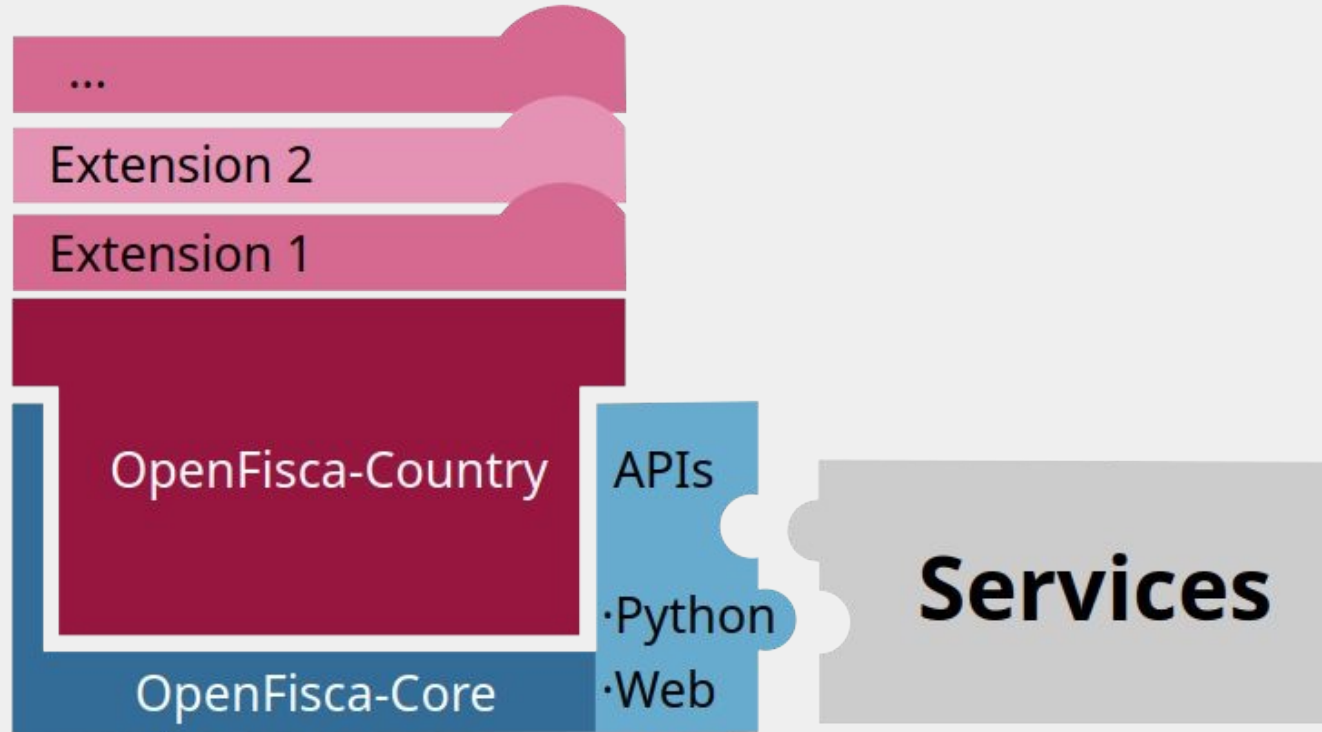 ...
Extension 2
Extension 1
OpenFisca-Country
APIs
Services
·Python
OpenFisca-Core
·Web